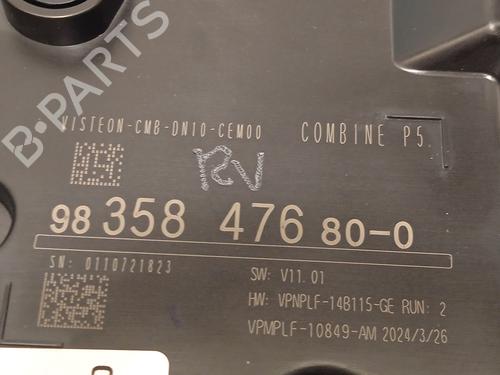 B-PARTS
VISTEON-CMB-DN10-CEM00
COMBINE P5
RV
98 358 476 80-0
SN: 0110721823
SW: V11.01
HW: VPNPLF-14B115-GE RUN: 2
VPMPLF-10849-AM 2024/3/26